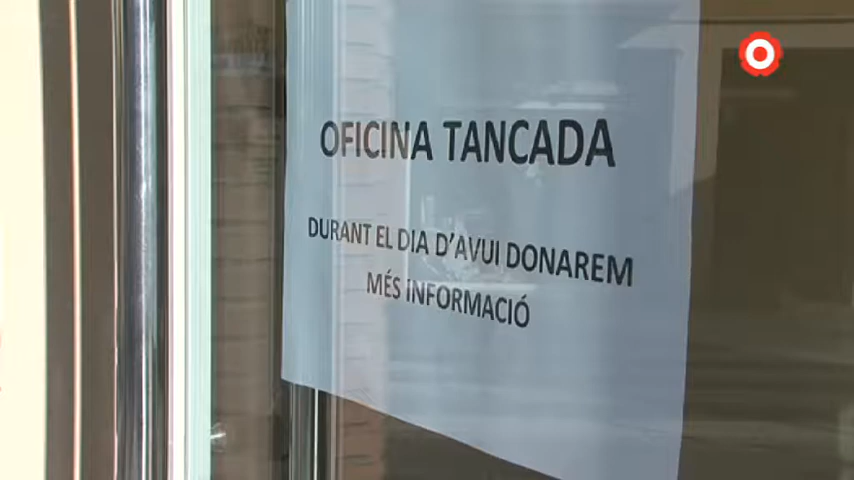 OFICINA TANCADA
DURANT EL DIA D'AVUI DONAREM
MÉS iNFORMACIÓ